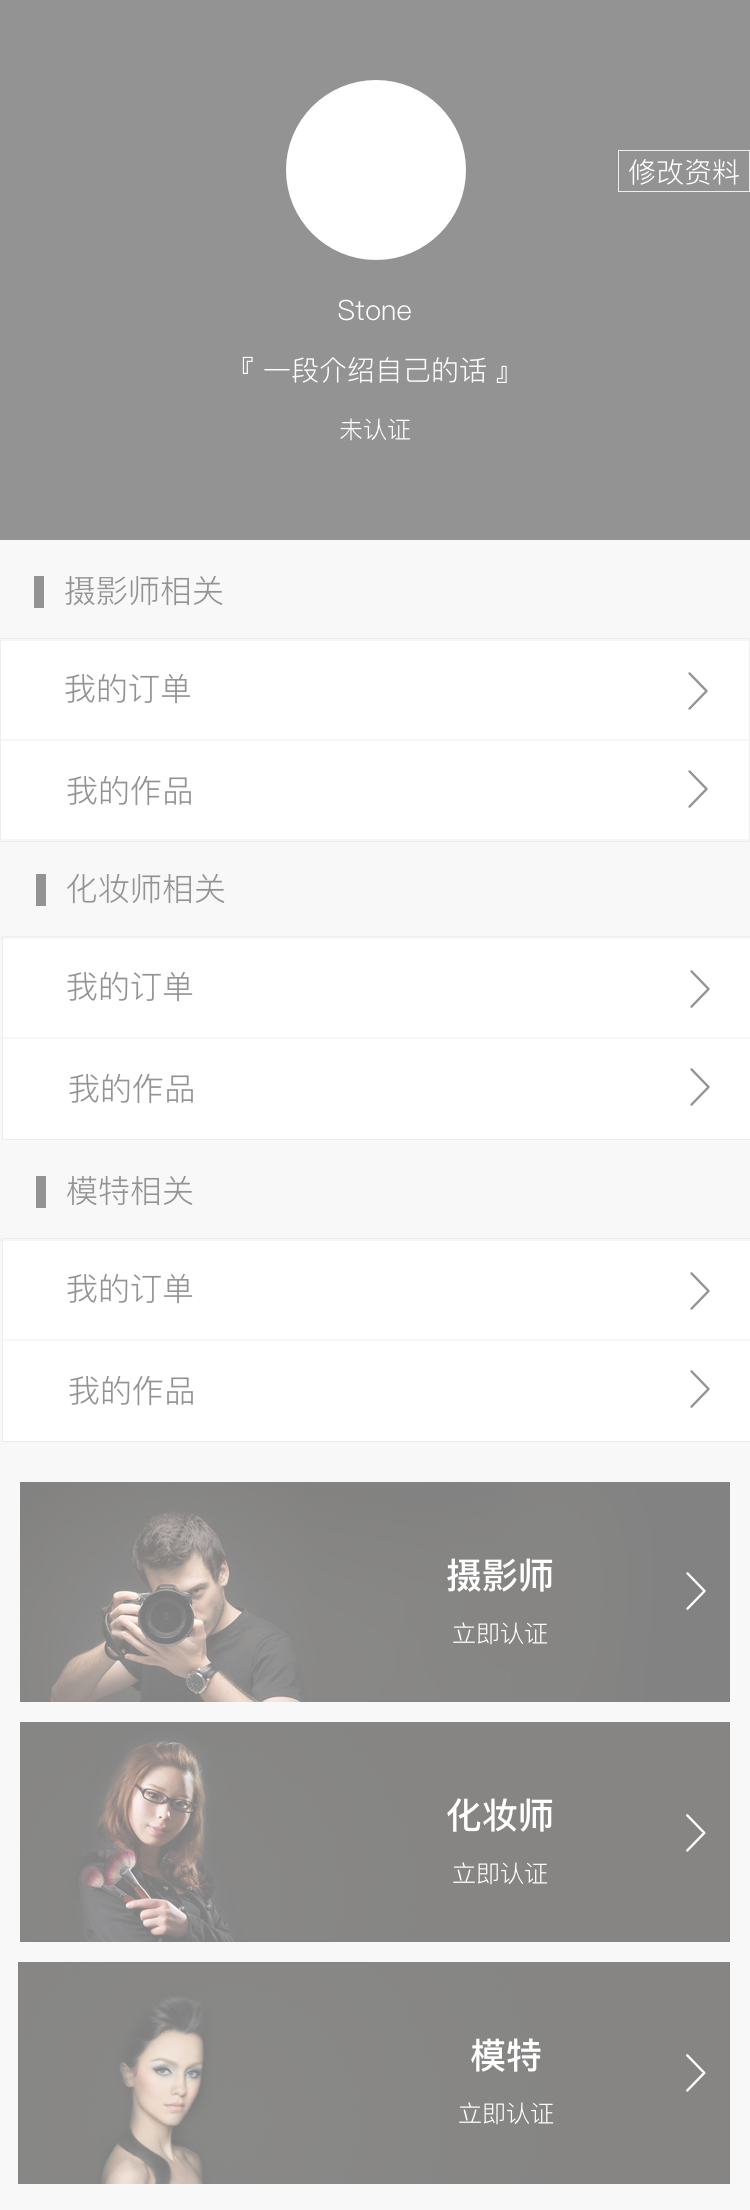 修改资料
Stone
『 一段介绍自己的话 』
未认证
摄影师相关
我的订单
我的作品
化妆师相关
我的订单
我的作品
模特相关
我的订单
我的作品
摄影师
立即认证
化妆师
立即认证
模特
立即认证